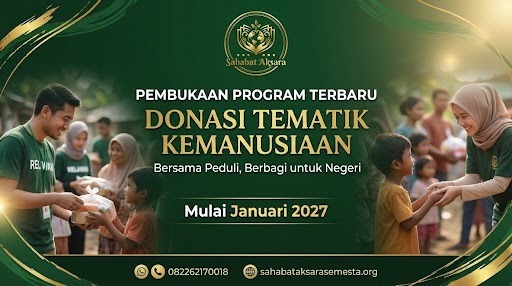 Sahabat Aksara
PEMBUKAAN PROGRAM TERBARU
DONASI TEMATIK
KEMANUSIAAN
Bersama Peduli, Berbagi untuk Negeri
RELAWAN
Mulai Januari 2027
082262170018 | sahabataksarasemesta.org